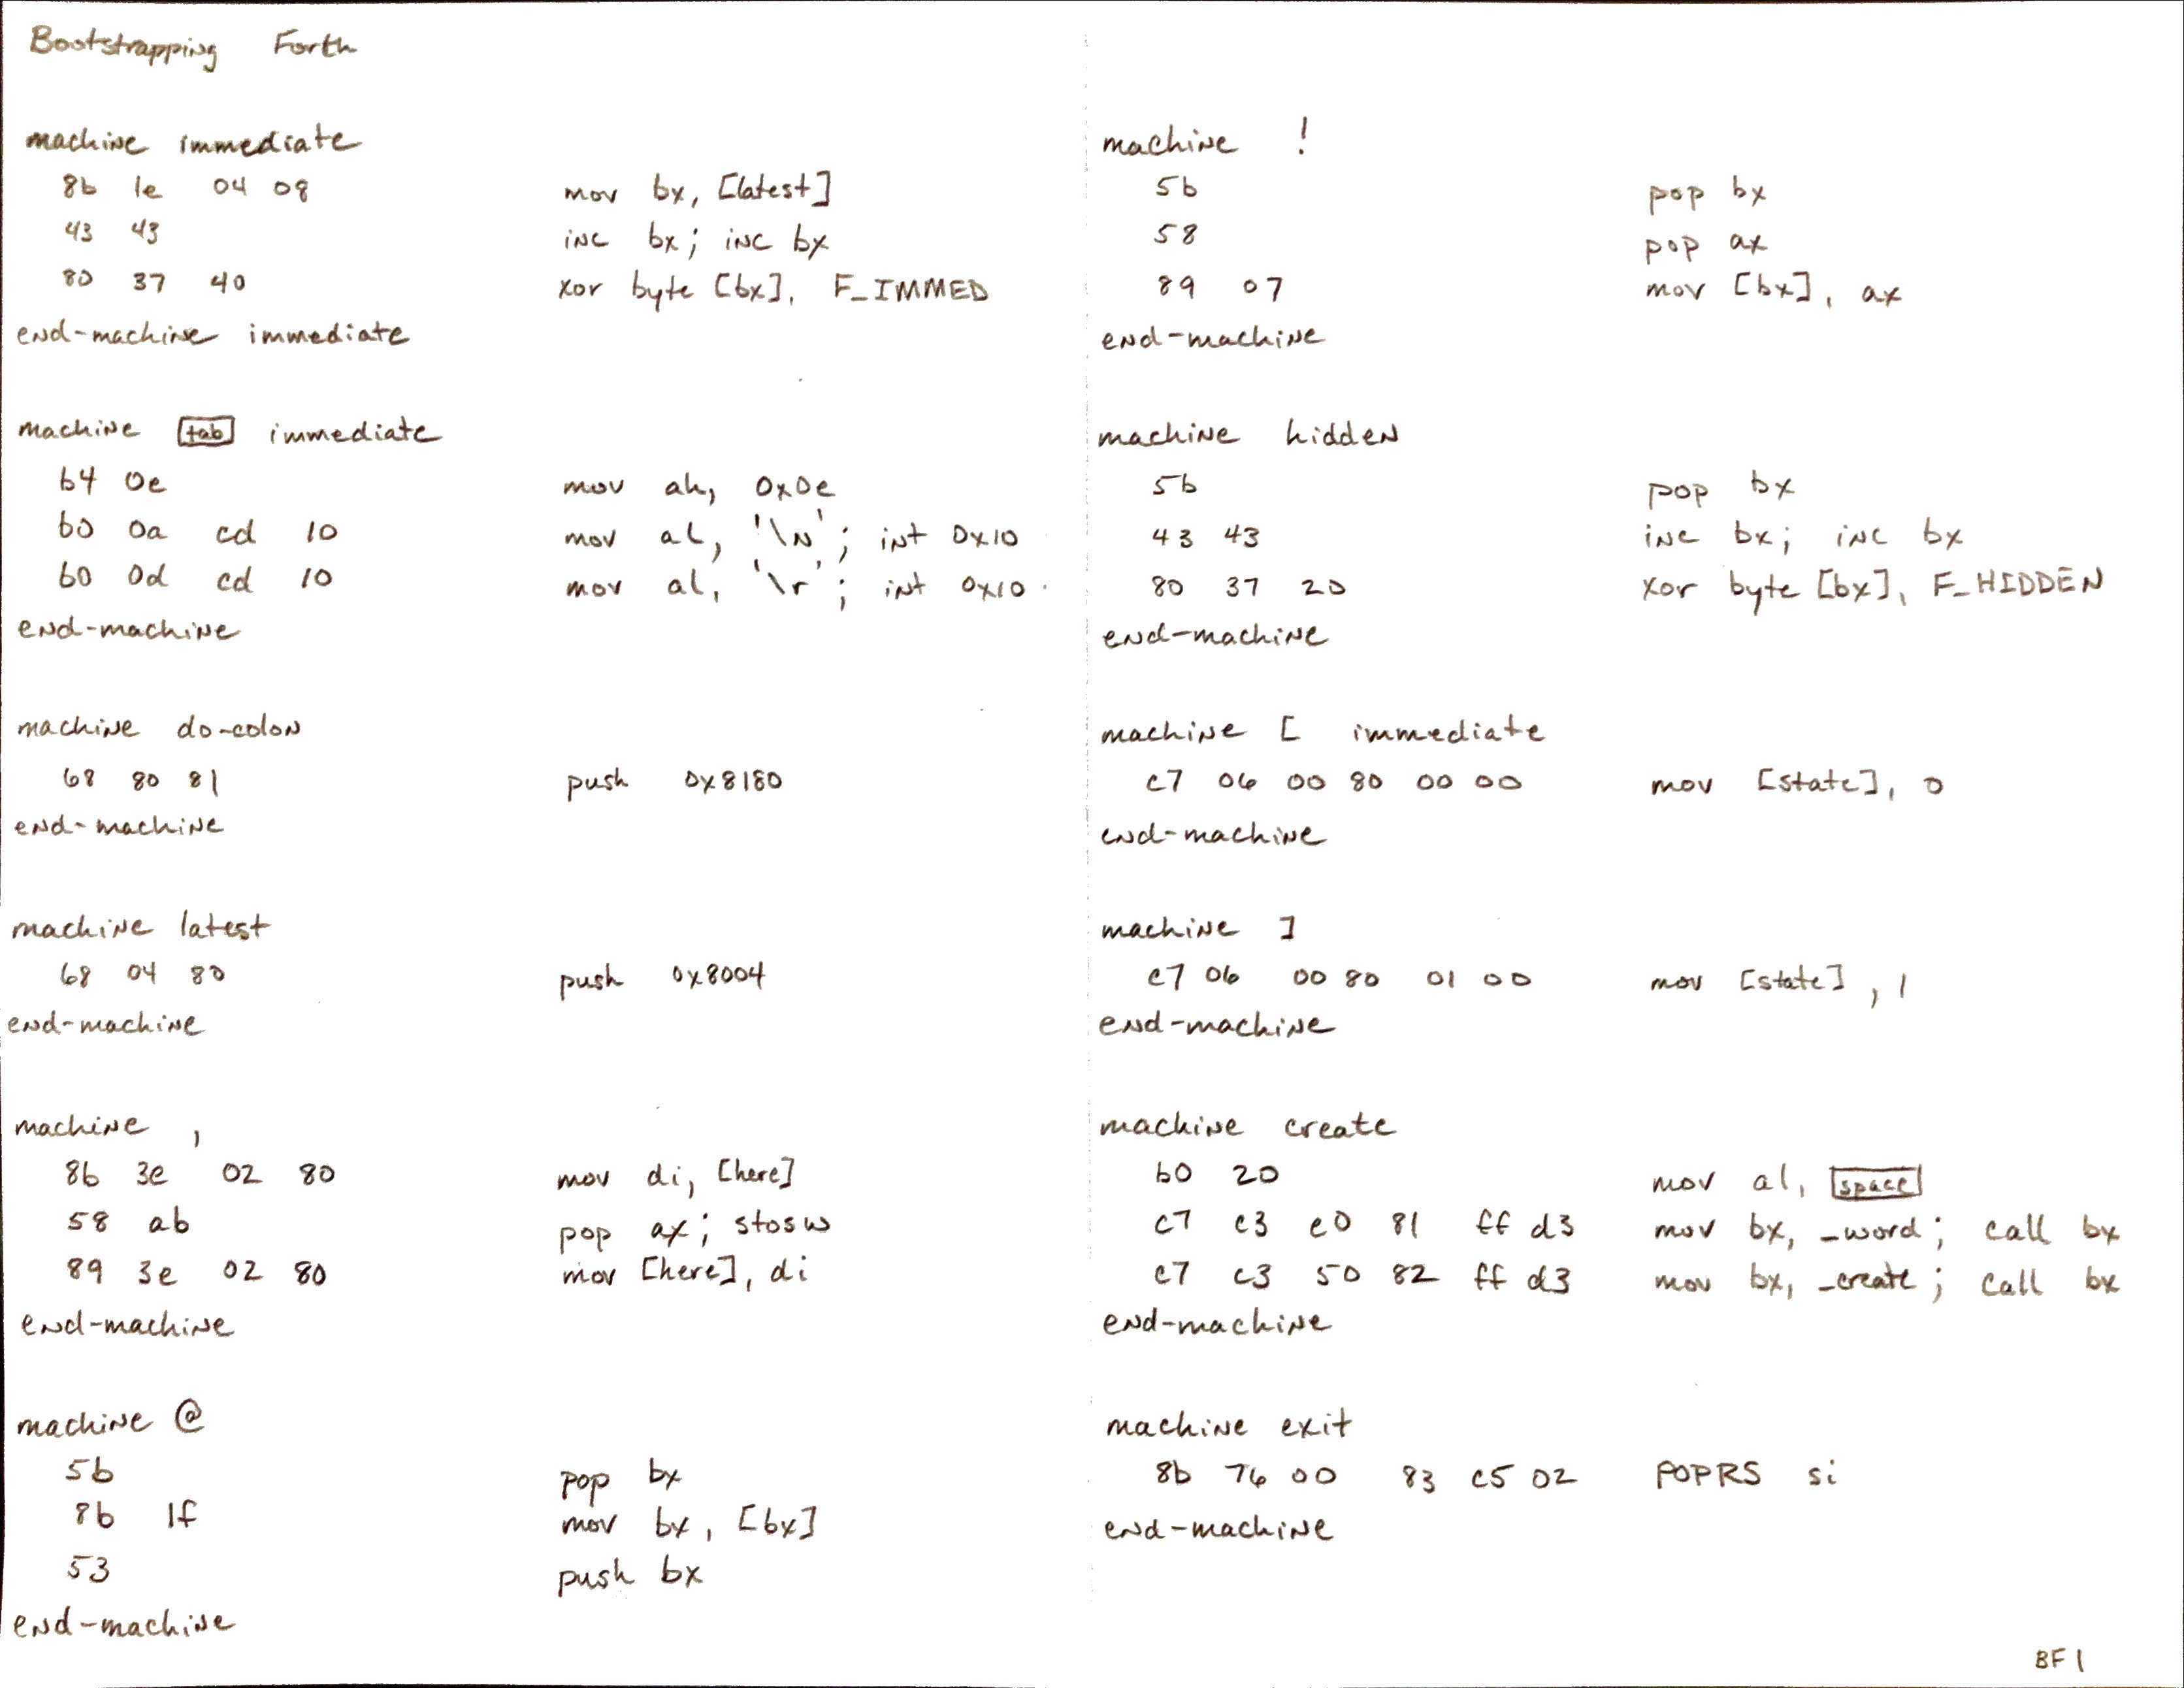 Bootstrapping Forth
machine immediate
8b 1e 04 08 mov bx, [latest]
43 43 inc bx; inc bx
80 37 40 xor byte [bx], F_IMMED
end-machine immediate
machine tab immediate
b4 0e mov ah, 0x0e
b0 0a cd 10 mov al, '\n'; int 0x10
b0 0d cd 10 mov al, '\r'; int 0x10
end-machine
machine do-colon
68 80 81 push 0x8180
end-machine
machine latest
68 04 80 push 0x8004
end-machine
machine ,
8b 3e 02 80 mov di, [here]
58 ab pop ax; stosw
89 3e 02 80 mov [here], di
end-machine
machine @
5b pop bx
8b 1f mov bx, [bx]
53 push bx
end-machine
machine !
5b pop bx
58 pop ax
89 07 mov [bx], ax
end-machine
machine hidden
5b pop bx
43 43 inc bx; inc bx
80 37 20 xor byte [bx], F_HIDDEN
end-machine
machine [ immediate
c7 06 00 80 00 00 mov [state], 0
end-machine
machine ]
c7 06 00 80 01 00 mov [state], 1
end-machine
machine create
b0 20 mov al, space
c7 c3 e0 81 ff d3 mov bx, _word; call bx
c7 c3 50 82 ff d3 mov bx, _create; call bx
end-machine
machine exit
8b 76 00 83 c5 02 POPRS si
end-machine
BF 1